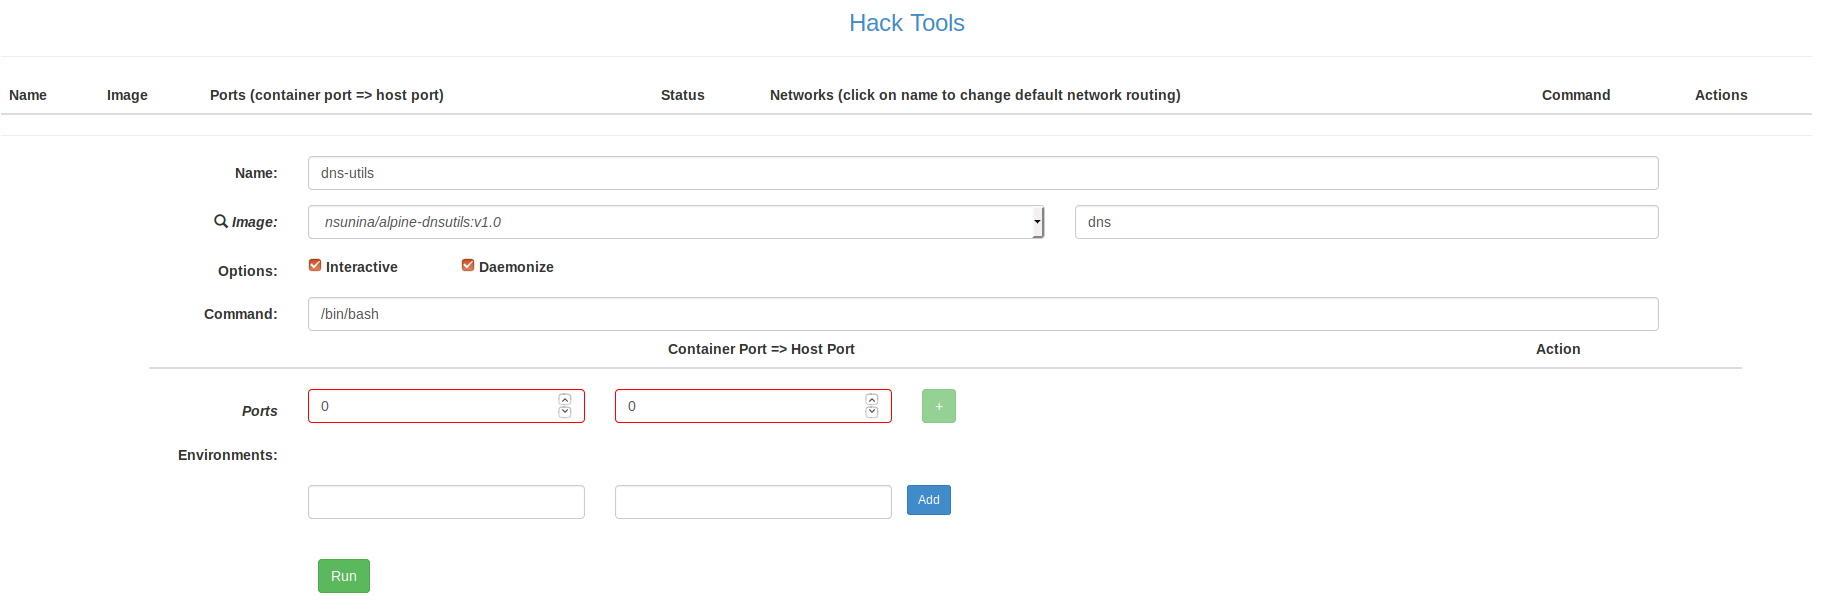 Hack Tools
Name Image Ports (container port => host port) Status Networks (click on name to change default network routing) Command Actions
Name: dns-utils
Image: nsunina/alpine-dnsutils:v1.0 dns
Options: Interactive Daemonize
Command: /bin/bash
Container Port => Host Port Action
Ports 0 0 +
Environments:
Add
Run